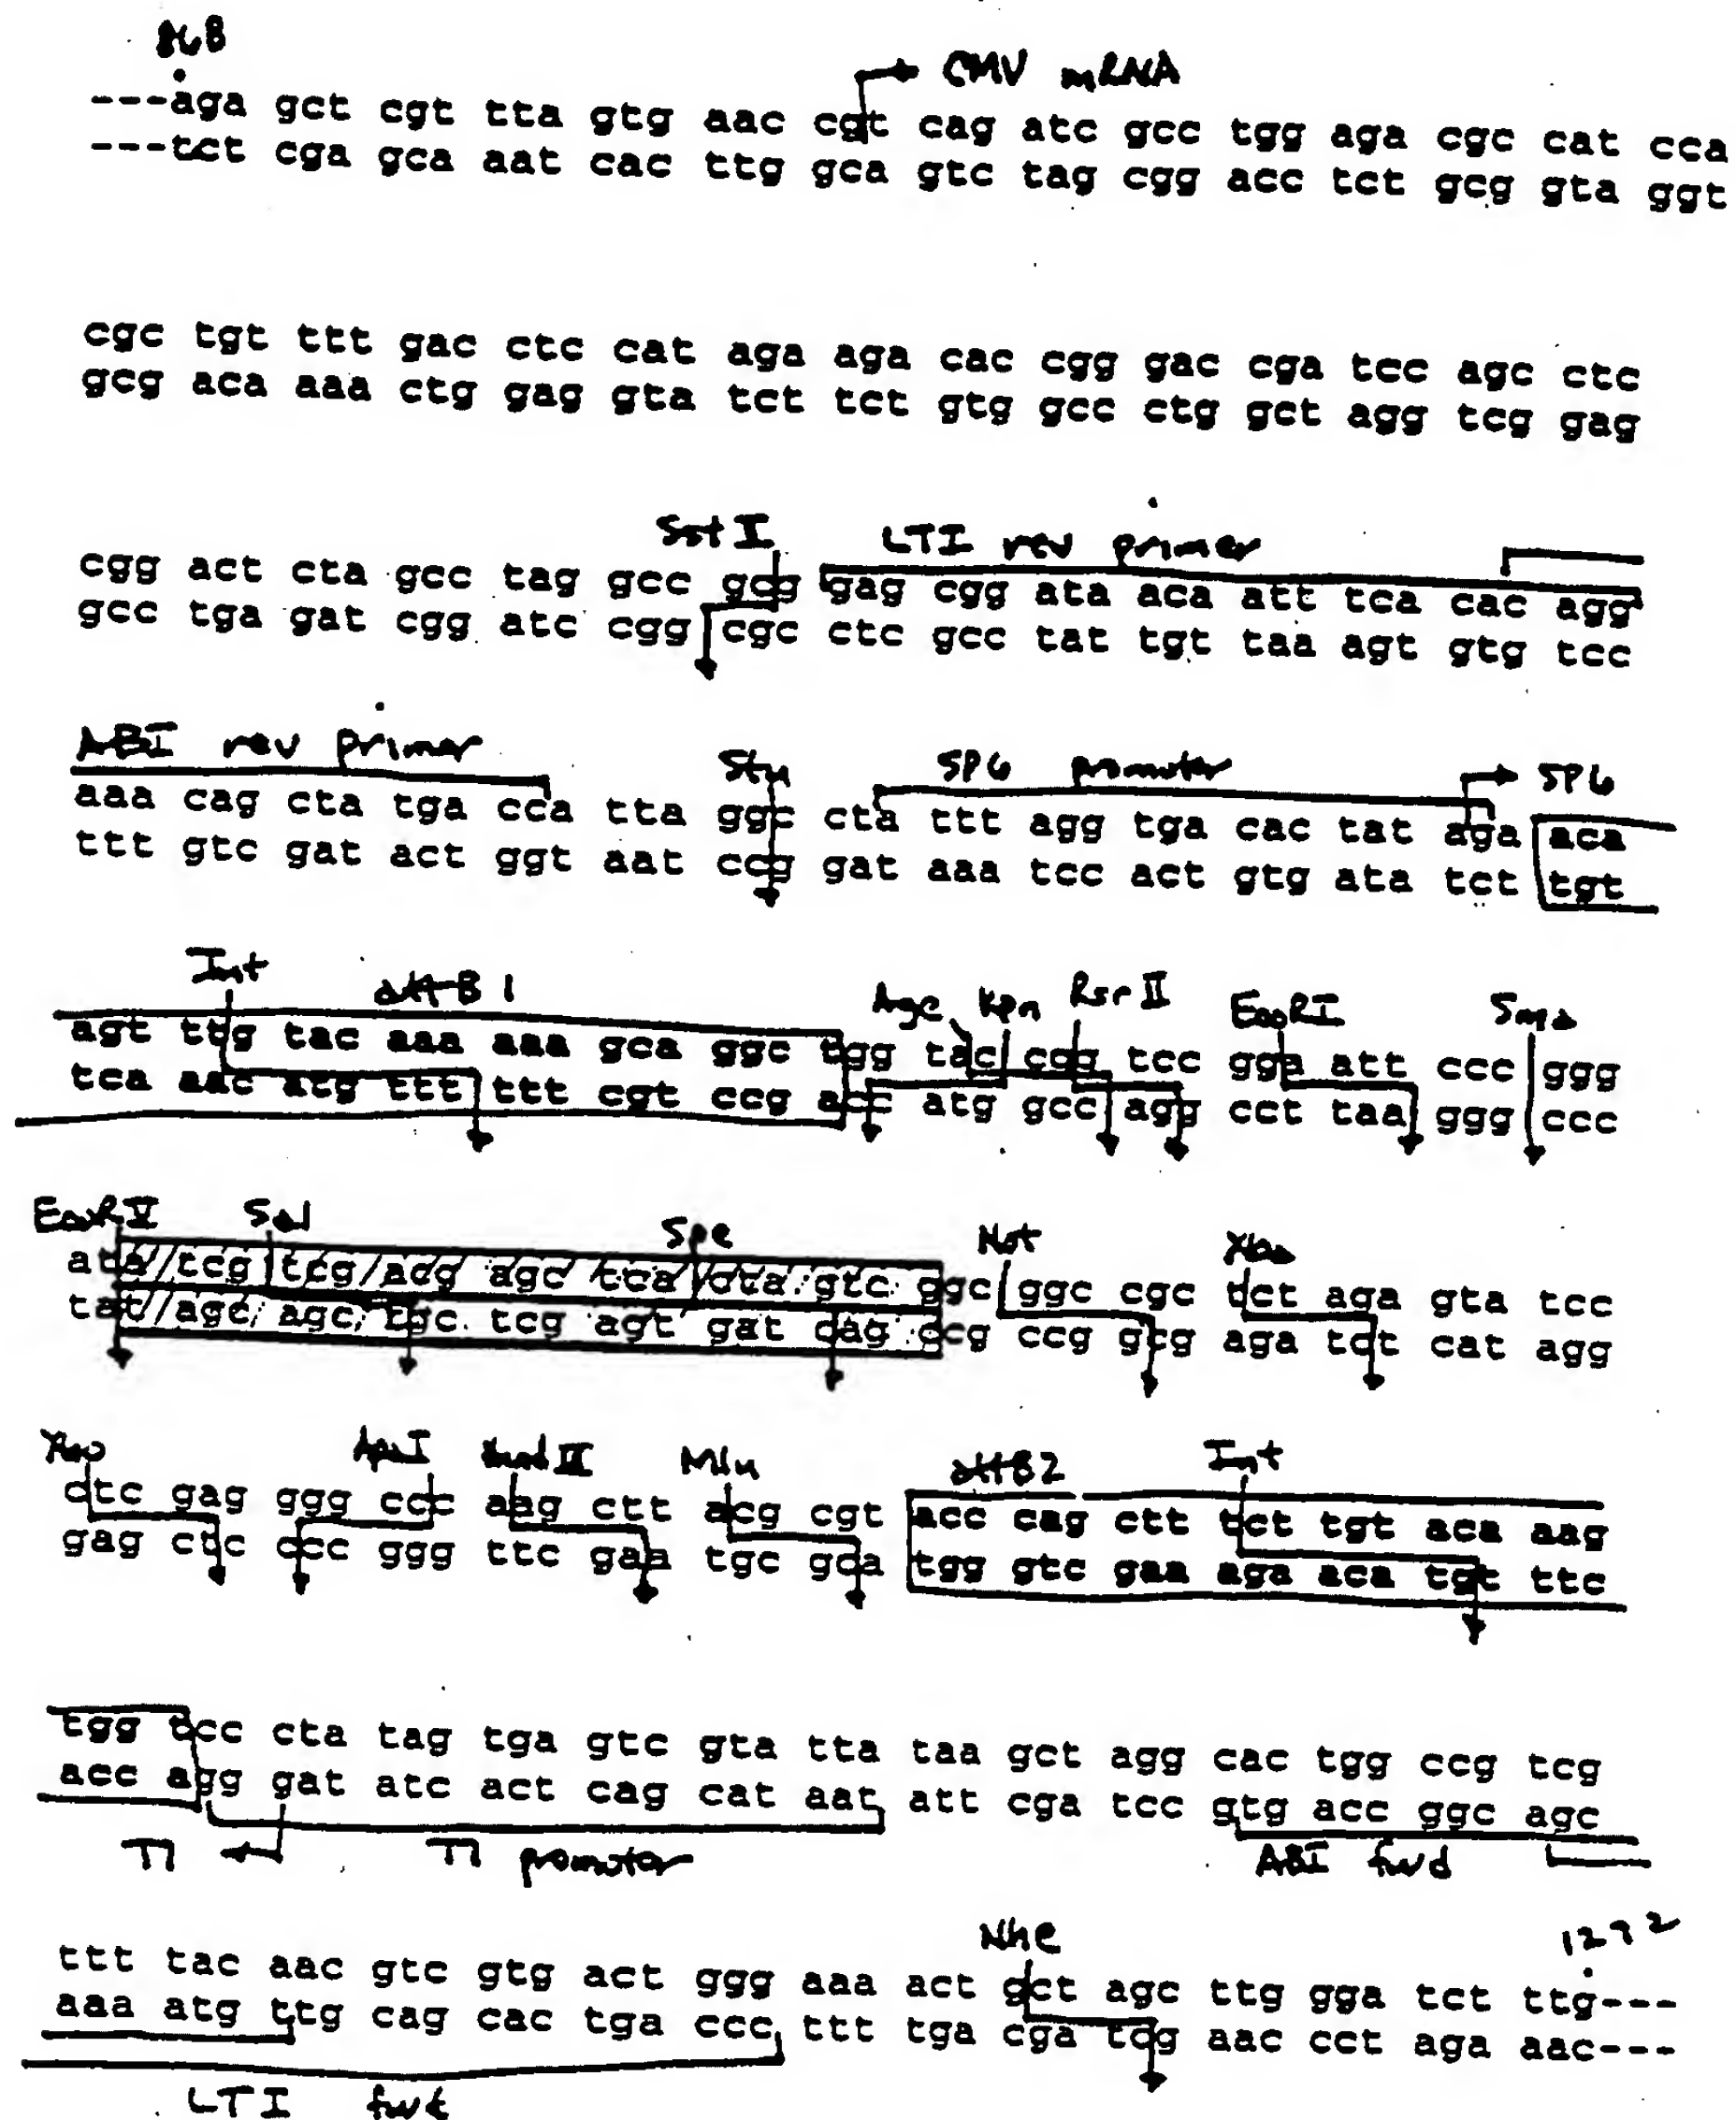 868
CMV mRNA
---aga gct cgt tta gtg aac cgt cag atc gcc tgg aga cgc cat cca
---tct cga gca aat cac ttg gca gtc tag cgg acc tct gcg gta ggt
cgc tgt ttt gac ctc cat aga aga cac cgg gac cga tcc agc ctc
gcg aca aaa ctg gag gta tct tct gtg gcc ctg gct agg tcg gag
Sst II LTI rev primer
cgg act cta gcc tag gcc gcg gag cgg ata aca att tca cac agg
gcc tga gat cgg atc cgg cgc ctc gcc tat tgt taa agt gtg tcc
ABI rev primer Stu SP6 promoter SP6
aaa cag cta tga cca tta ggc cta ttt agg tga cac tat aga aca
ttt gtc gat act ggt aat ccg gat aaa tcc act gtg ata tct tgt
Int attB1 Age Kpn Rsr II EcoRI Sma
agt ttg tac aaa aaa gca ggc tgg tac cgg tcc gga att ccc ggg
tca aac atg ttt ttt cgt ccg acc atg gcc agg cct taa ggg ccc
EcoRV Sal Spe Not Xba
ata tcg tcg acg agc tca cta gtc ggc ggc cgc tct aga gta tcc
tat agc agc tgc tcg agt gat cag ccg ccg gcg aga tct cat agg
Xho ApaI Hind III Mlu attB2 Int
ctc gag ggg ccc aag ctt acg cgt acc cag ctt tct tgt aca aag
gag ctc ccc ggg ttc gaa tgc gca tgg gtc gaa aga aca tgt ttc
tgg tcc cta tag tga gtc gta tta taa gct agg cac tgg ccg tcg
acc agg gat atc act cag cat aat att cga tcc gtg acc ggc agc
T7 T7 promoter ABI fwd
Nhe 1272
ttt tac aac gtc gtg act ggg aaa act gct agc ttg gga tct ttg---
aaa atg ttg cag cac tga ccc ttt tga cga tcg aac cct aga aac---
LTI fwd